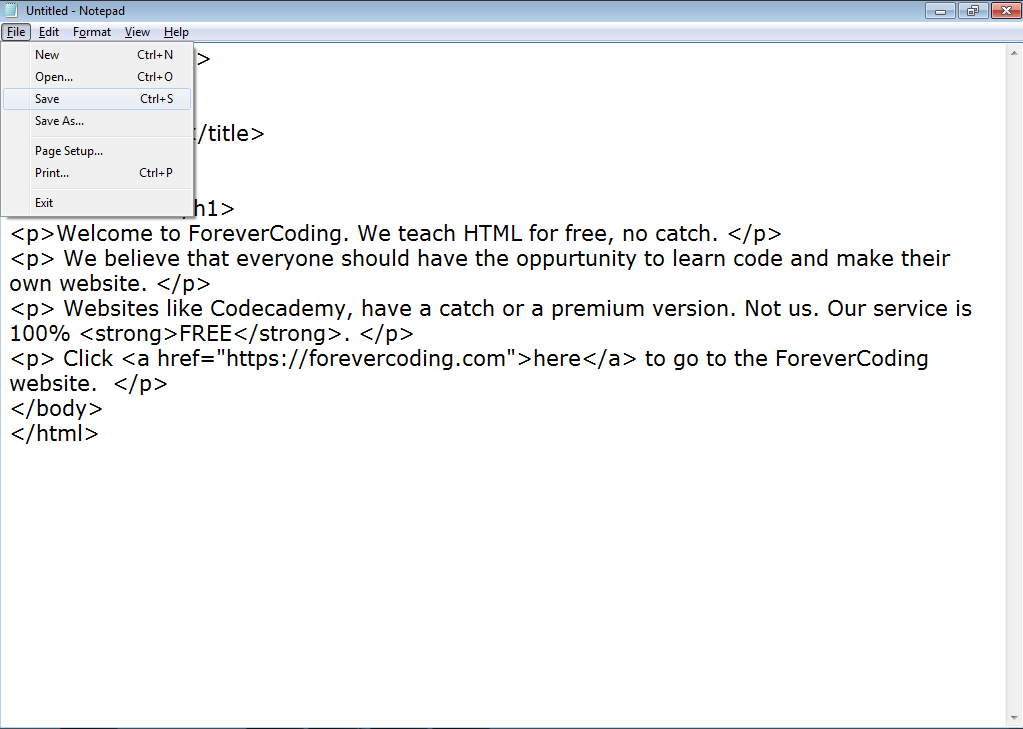 Untitled - Notepad
File Edit Format View Help
New Ctrl+N
Open... Ctrl+O
Save Ctrl+S
Save As...
Page Setup...
Print... Ctrl+P
Exit
>
/title>
h1>
<p>Welcome to ForeverCoding. We teach HTML for free, no catch. </p>
<p> We believe that everyone should have the oppurtunity to learn code and make their
own website. </p>
<p> Websites like Codecademy, have a catch or a premium version. Not us. Our service is
100% <strong>FREE</strong>. </p>
<p> Click <a href="https://forevercoding.com">here</a> to go to the ForeverCoding
website.  </p>
</body>
</html>